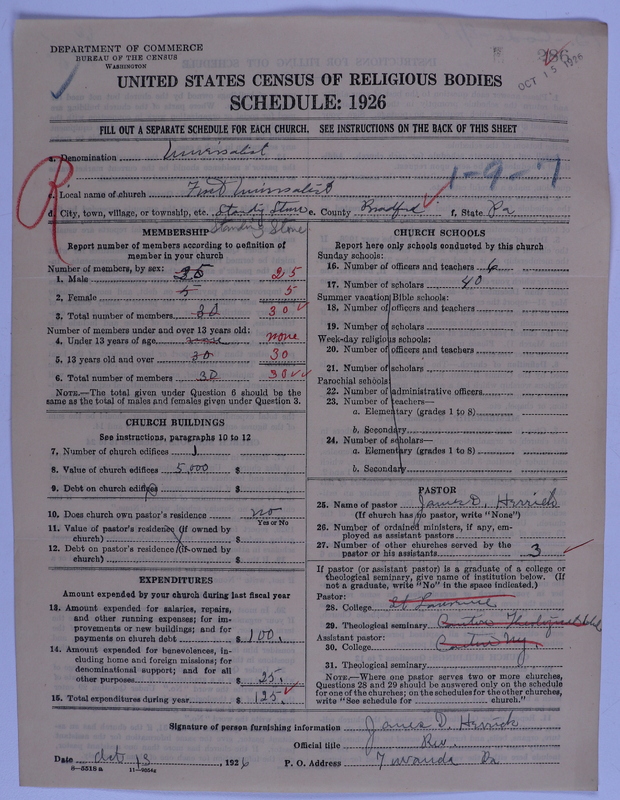 DEPARTMENT OF COMMERCE
BUREAU OF THE CENSUS
WASHINGTON
OCT 15 1926
UNITED STATES CENSUS OF RELIGIOUS BODIES
SCHEDULE: 1926
FILL OUT A SEPARATE SCHEDULE FOR EACH CHURCH. SEE INSTRUCTIONS ON THE BACK OF THIS SHEET
a. Denomination Universalist
1-9-7
c. Local name of church First Universalist
d. City, town, village, or township, etc. Standing Stone e. County Bradford f. State Pa
Standing Stone
MEMBERSHIP
Report number of members according to definition of
member in your church
Number of members, by sex:
1. Male 25 25
2. Female 5 5
3. Total number of members 30 30
Number of members under and over 13 years old:
4. Under 13 years of age none none
5. 13 years old and over 30 30
6. Total number of members 30 30
NOTE.—The total given under Question 6 should be
same as the total of males and females given under Question 3.
CHURCH BUILDINGS
See instructions, paragraphs 10 to 12
7. Number of church edifices 1
8. Value of church edifices 5,000 $
9. Debt on church edifices $
10. Does church own pastor's residence no
Yes or No
11. Value of pastor's residence (if owned by
church) $
12. Debt on pastor's residence (if owned by
church) $
EXPENDITURES
Amount expended by your church during last fiscal year
13. Amount expended for salaries, repairs,
and other running expenses; for im-
provements or new buildings; and for
payments on church debt $ 100.
14. Amount expended for benevolences, in-
cluding home and foreign missions; for
denominational support; and for all
other purposes $ 25.
15. Total expenditures during year $ 125.
CHURCH SCHOOLS
Report here only schools conducted by this church
Sunday schools:
16. Number of officers and teachers 6
17. Number of scholars 40
Summer vacation Bible schools:
18. Number of officers and teachers
19. Number of scholars
Week-day religious schools:
20. Number of officers and teachers
21. Number of scholars
Parochial schools:
22. Number of administrative officers
23. Number of teachers—
a. Elementary (grades 1 to 8)
b. Secondary
24. Number of scholars—
a. Elementary (grades 1 to 8)
b. Secondary
PASTOR
25. Name of pastor James D. Herrick
(If church has no pastor, write "None")
26. Number of ordained ministers, if any, em-
ployed as assistant pastors
27. Number of other churches served by the
pastor or his assistants 3
If pastor (or assistant pastor) is a graduate of a college or
theological seminary, give name of institution below. (If
not a graduate, write "No" in the space indicated.)
Pastor:
28. College St Lawrence
29. Theological seminary Canton
Assistant pastor:
30. College Canton NY
31. Theological seminary
NOTE.—Where one pastor serves two or more churches,
Questions 28 and 29 should be answered only on the schedule
for one of the churches; on the schedules for the other churches,
write "See schedule for church."
Signature of person furnishing information James D. Herrick
Official title Rev.
Date Oct 13, 1926 P. O. Address Towanda Pa
8-5518 a 11-9064